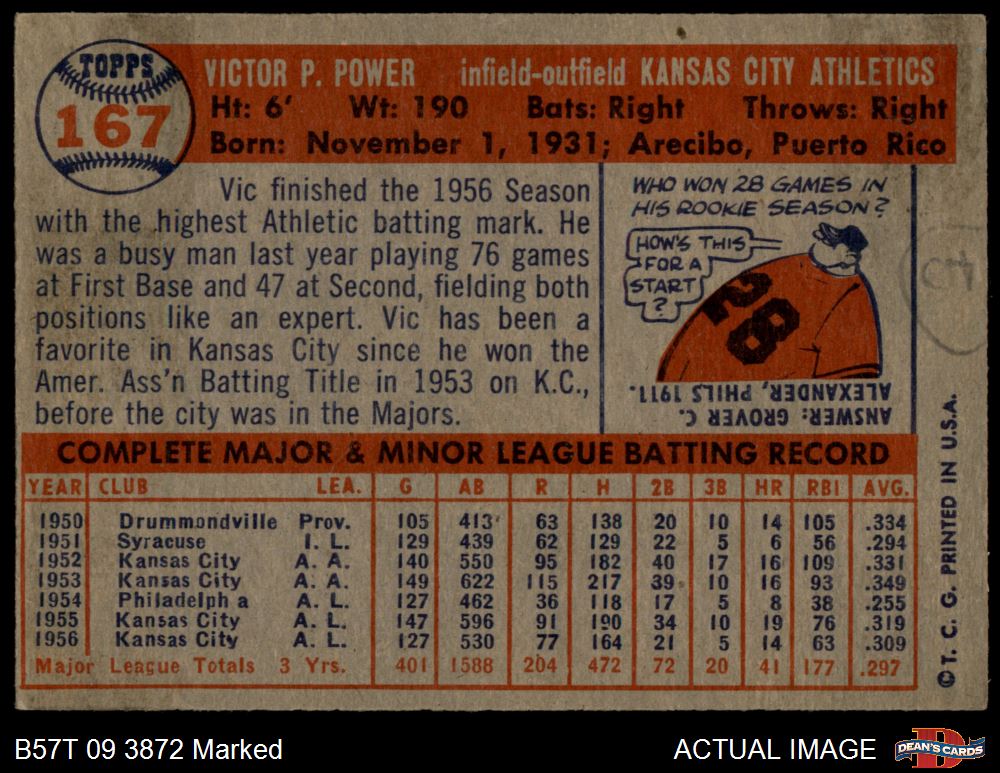 TOPPS
167
VICTOR P. POWER infield-outfield KANSAS CITY ATHLETICS
Ht: 6' Wt: 190 Bats: Right Throws: Right
Born: November 1, 1931; Arecibo, Puerto Rico
Vic finished the 1956 Season
with the highest Athletic batting mark. He
was a busy man last year playing 76 games
at First Base and 47 at Second, fielding both
positions like an expert. Vic has been a
favorite in Kansas City since he won the
Amer. Ass'n Batting Title in 1953 on K.C.,
before the city was in the Majors.
WHO WON 28 GAMES IN
HIS ROOKIE SEASON?
HOW'S THIS
FOR A
START
?
28
ANSWER: GROVER C.
ALEXANDER, PHILS 1911.
COMPLETE MAJOR & MINOR LEAGUE BATTING RECORD
YEAR CLUB LEA. G AB R H 2B 3B HR RBI AVG.
1950 Drummondville Prov. 105 413 63 138 20 10 14 105 .334
1951 Syracuse I. L. 129 439 62 129 22 5 6 56 .294
1952 Kansas City A. A. 140 550 95 182 40 17 16 109 .331
1953 Kansas City A. A. 149 622 115 217 39 10 16 93 .349
1954 Philadelph a A. L. 127 462 36 118 17 5 8 38 .255
1955 Kansas City A. L. 147 596 91 190 34 10 19 76 .319
1956 Kansas City A. L. 127 530 77 164 21 5 14 63 .309
Major League Totals 3 Yrs. 401 1588 204 472 72 20 41 177 .297
© T. C. G. PRINTED IN U.S.A.
B57T 09 3872 Marked
ACTUAL IMAGE
DEAN'S CARDS